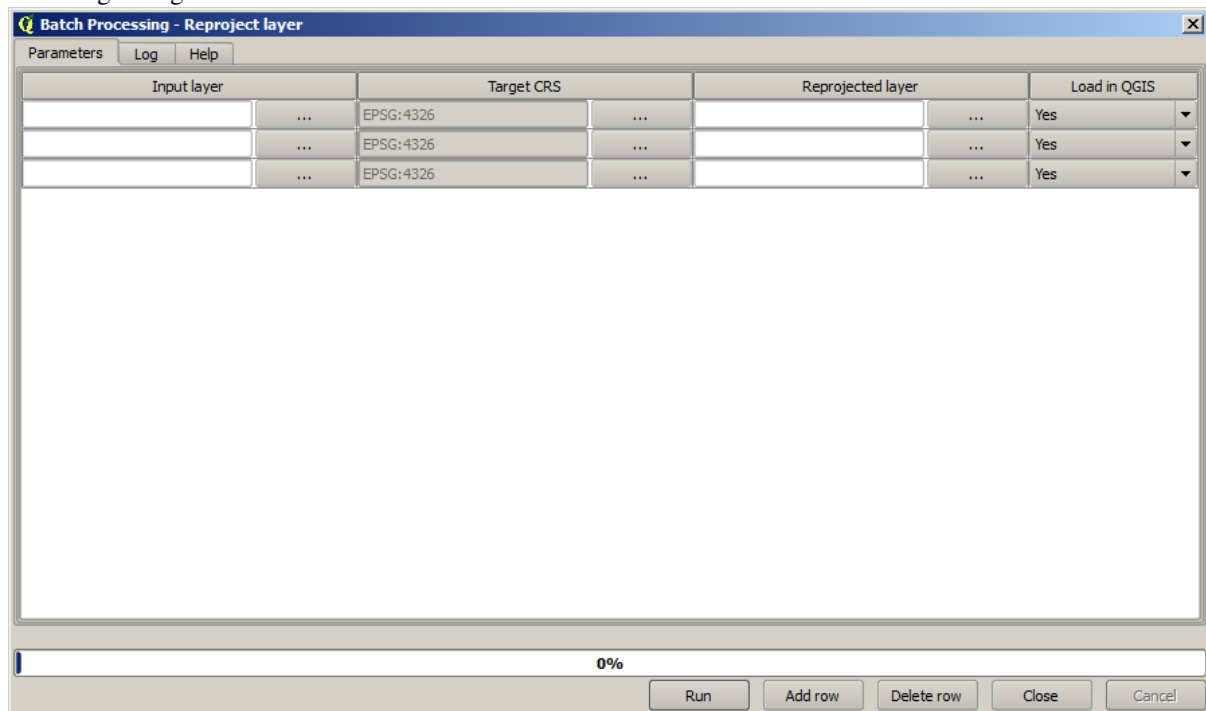 Batch Processing - Reproject layer
Parameters Log Help
Input layer Target CRS Reprojected layer Load in QGIS
... EPSG:4326 ... ... Yes
... EPSG:4326 ... ... Yes
... EPSG:4326 ... ... Yes
0%
Run Add row Delete row Close Cancel